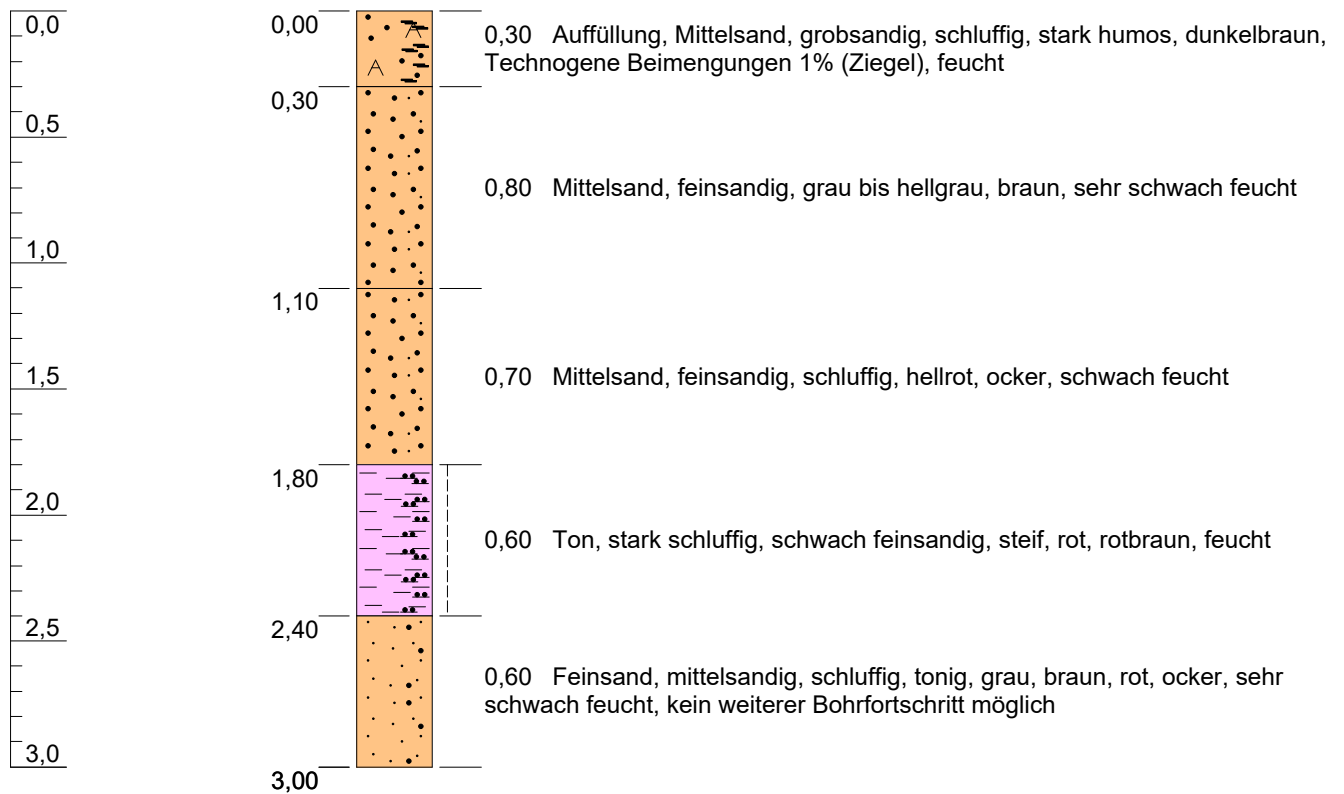 0,0
0,5
1,0
1,5
2,0
2,5
3,0
0,00
0,30
1,10
1,80
2,40
3,00
0,30 Auffüllung, Mittelsand, grobsandig, schluffig, stark humos, dunkelbraun,
Technogene Beimengungen 1% (Ziegel), feucht
0,80 Mittelsand, feinsandig, grau bis hellgrau, braun, sehr schwach feucht
0,70 Mittelsand, feinsandig, schluffig, hellrot, ocker, schwach feucht
0,60 Ton, stark schluffig, schwach feinsandig, steif, rot, rotbraun, feucht
0,60 Feinsand, mittelsandig, schluffig, tonig, grau, braun, rot, ocker, sehr
schwach feucht, kein weiterer Bohrfortschritt möglich